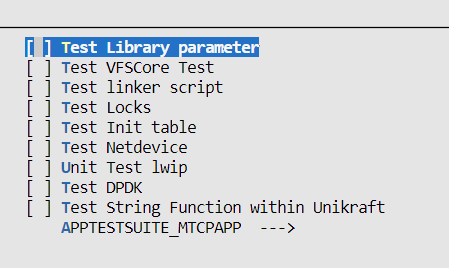 [ ] Test Library parameter
[ ] Test VFSCore Test
[ ] Test linker script
[ ] Test Locks
[ ] Test Init table
[ ] Test Netdevice
[ ] Unit Test lwip
[ ] Test DPDK
[ ] Test String Function within Unikraft
APPTESTSUITE_MTCPAPP --->